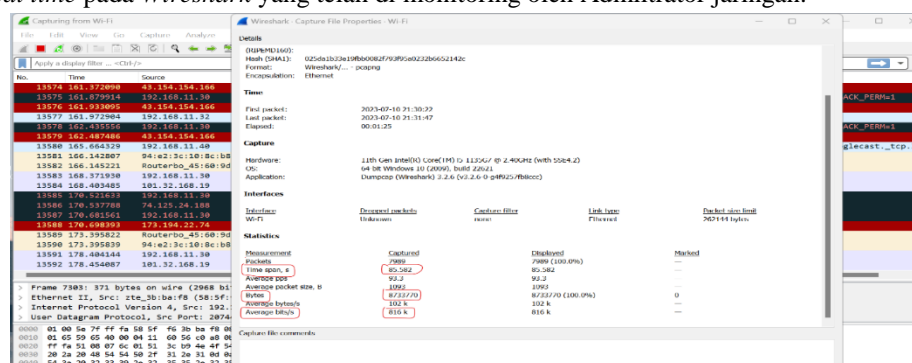 time pada Wireshark yang telah di monitoring oleh Adminitrator jaringan.
Capturing from Wi-Fi
File Edit View Go Capture Analyze
Apply a display filter ... <Ctrl-/>
No. Time Source
13574 161.372090 43.154.154.166
13575 161.879914 192.168.11.30
13576 161.933095 43.154.154.166
13577 161.972904 192.168.11.32
13578 162.435556 192.168.11.30
13579 162.487486 43.154.154.166
13580 165.664329 192.168.11.40
13581 166.142807 94:e2:3c:10:8c:b8
13582 166.145221 Routerbo_45:60:9d
13583 168.371930 192.168.11.30
13584 168.403485 101.32.18.169
13585 170.521633 192.168.11.30
13586 170.537788 74.125.24.188
13587 170.681561 192.168.11.30
13588 170.698393 173.194.22.74
13589 173.395822 Routerbo_45:60:9d
13590 173.395839 94:e2:3c:10:8c:b8
13591 178.404144 192.168.11.30
13592 178.454087 101.32.18.169
ACK_PERM=1
ACK_PERM=1
glecast._tcp.
Frame 7303: 371 bytes on wire (2968 bi
Ethernet II, Src: zte_3b:ba:f8 (58:5f:
Internet Protocol Version 4, Src: 192.
User Datagram Protocol, Src Port: 2074
Wireshark · Capture File Properties · Wi-Fi
Details
(RIPEMD160):
Hash (SHA1):
Format: Wireshark/... - pcapng
Encapsulation: Ethernet
Time
First packet: 2023-07-10 21:30:22
Last packet: 2023-07-10 21:31:47
Elapsed: 00:01:25
Capture
Hardware: 11th Gen Intel(R) Core(TM) i5-1135G7 @ 2.40GHz (with SSE4.2)
OS: 64-bit Windows 10 (2009), build 22621
Application: Dumpcap (Wireshark) 3.2.6 (v3.2.6-0-g4f9257fb8ccc)
Interfaces
Interface Dropped packets Capture filter Link type Packet size limit
Wi-Fi Unknown none Ethernet 262144 bytes
Statistics
Measurement Captured Displayed Marked
Packets 7989 7989 (100.0%) —
Time span, s 85.582 85.582 —
Average pps 93.3 93.3 —
Average packet size, B 1093 1093 —
Bytes 8733770 8733770 (100.0%) 0
Average bytes/s 102 k 102 k —
Average bits/s 816 k 816 k —
Capture file comments